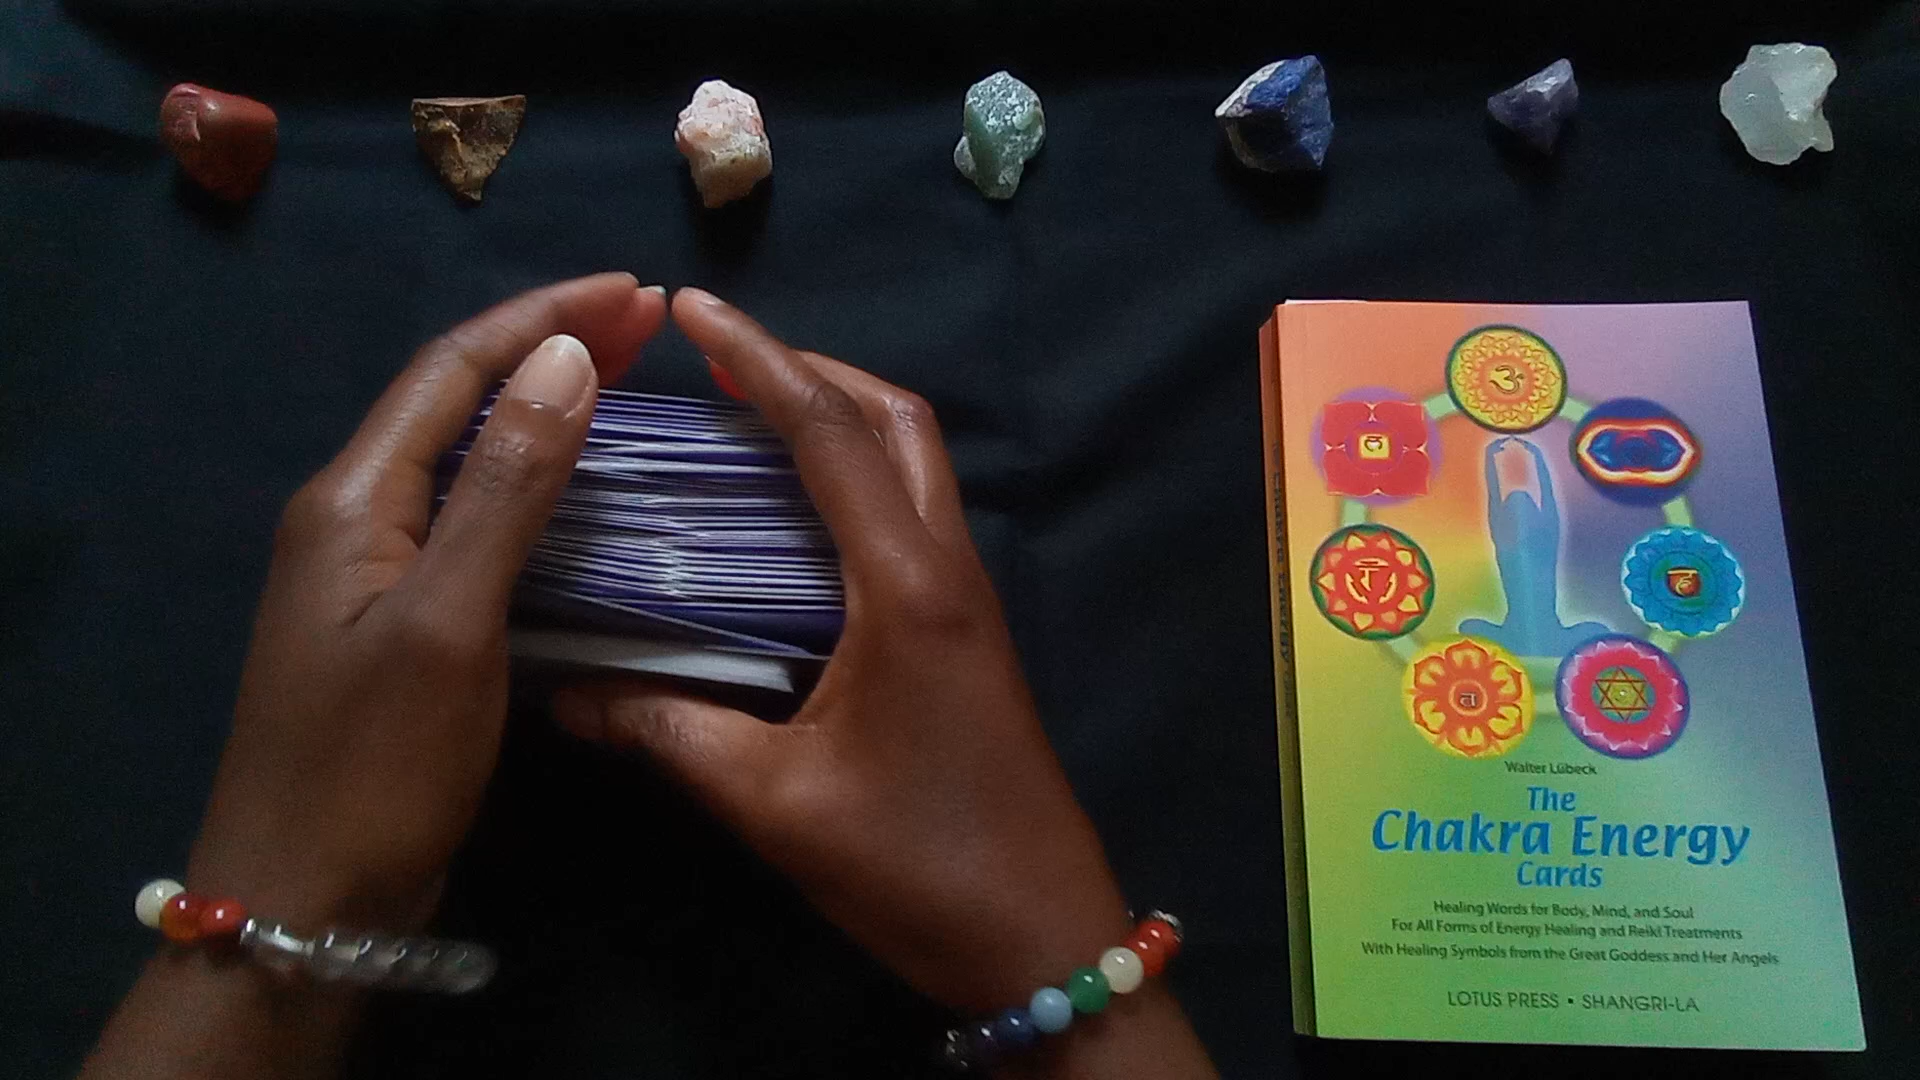 Walter Lübeck
The
Chakra Energy
Cards
Healing Words for Body, Mind, and Soul
For All Forms of Energy Healing and Reiki Treatments
With Healing Symbols from the Great Goddess and Her Angels
LOTUS PRESS • SHANGRI-LA